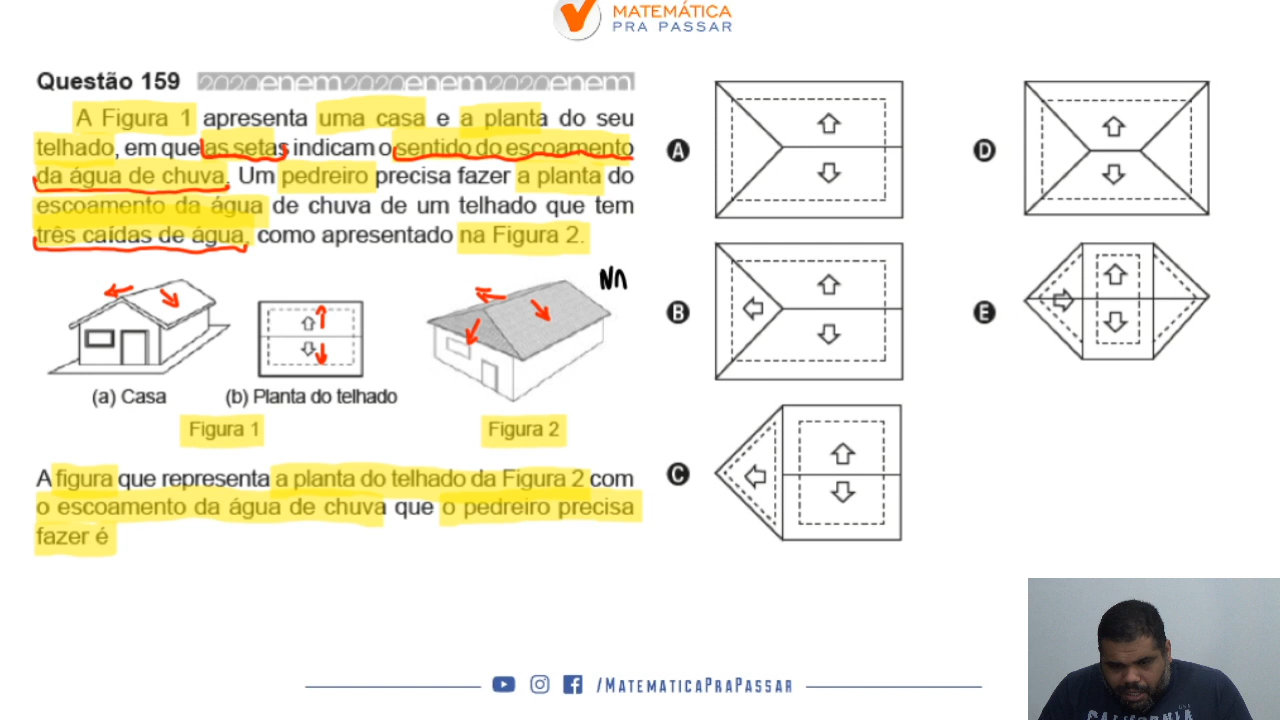 MATEMÁTICA
PRA PASSAR
Questão 159 2020enem2020enem2020enem
A Figura 1 apresenta uma casa e a planta do seu
telhado, em que as setas indicam o sentido do escoamento
da água de chuva. Um pedreiro precisa fazer a planta do
escoamento da água de chuva de um telhado que tem
três caídas de água, como apresentado na Figura 2.
(a) Casa
(b) Planta do telhado
Figura 1
Figura 2
A figura que representa a planta do telhado da Figura 2 com
o escoamento da água de chuva que o pedreiro precisa
fazer é
A
B
C
D
E
CALIFORNIA
/MATEMATICAPRAPASSAR